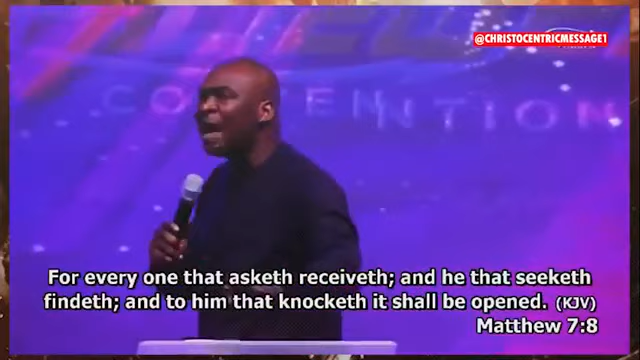 @CHRISTOCENTRICMESSAGE1
CONVENTION
For every one that asketh receiveth; and he that seeketh
findeth; and to him that knocketh it shall be opened. (KJV)
Matthew 7:8